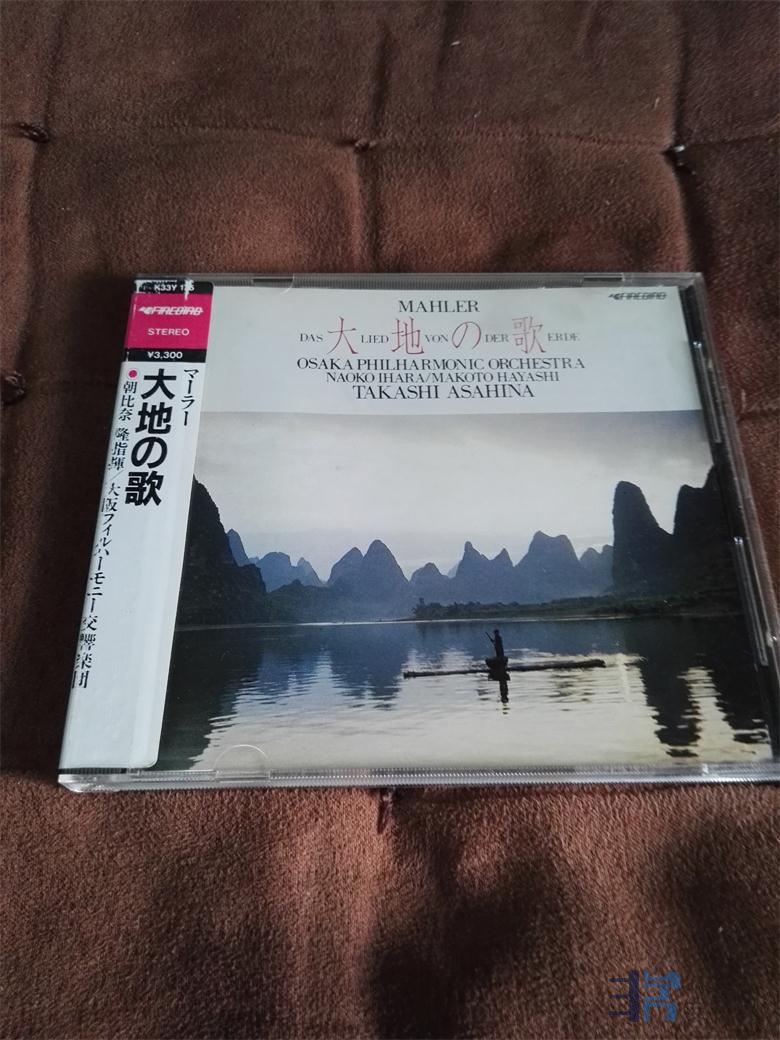 K33Y 175
FIREBIRD
STEREO
¥3,300
マーラー
大地の歌
●朝比奈 隆指揮/大阪フィルハーモニー交響楽団
FIREBIRD
MAHLER
DAS 大 LIED 地 VON の DER 歌 ERDE
OSAKA PHILHARMONIC ORCHESTRA
NAOKO IHARA/MAKOTO HAYASHI
TAKASHI ASAHINA